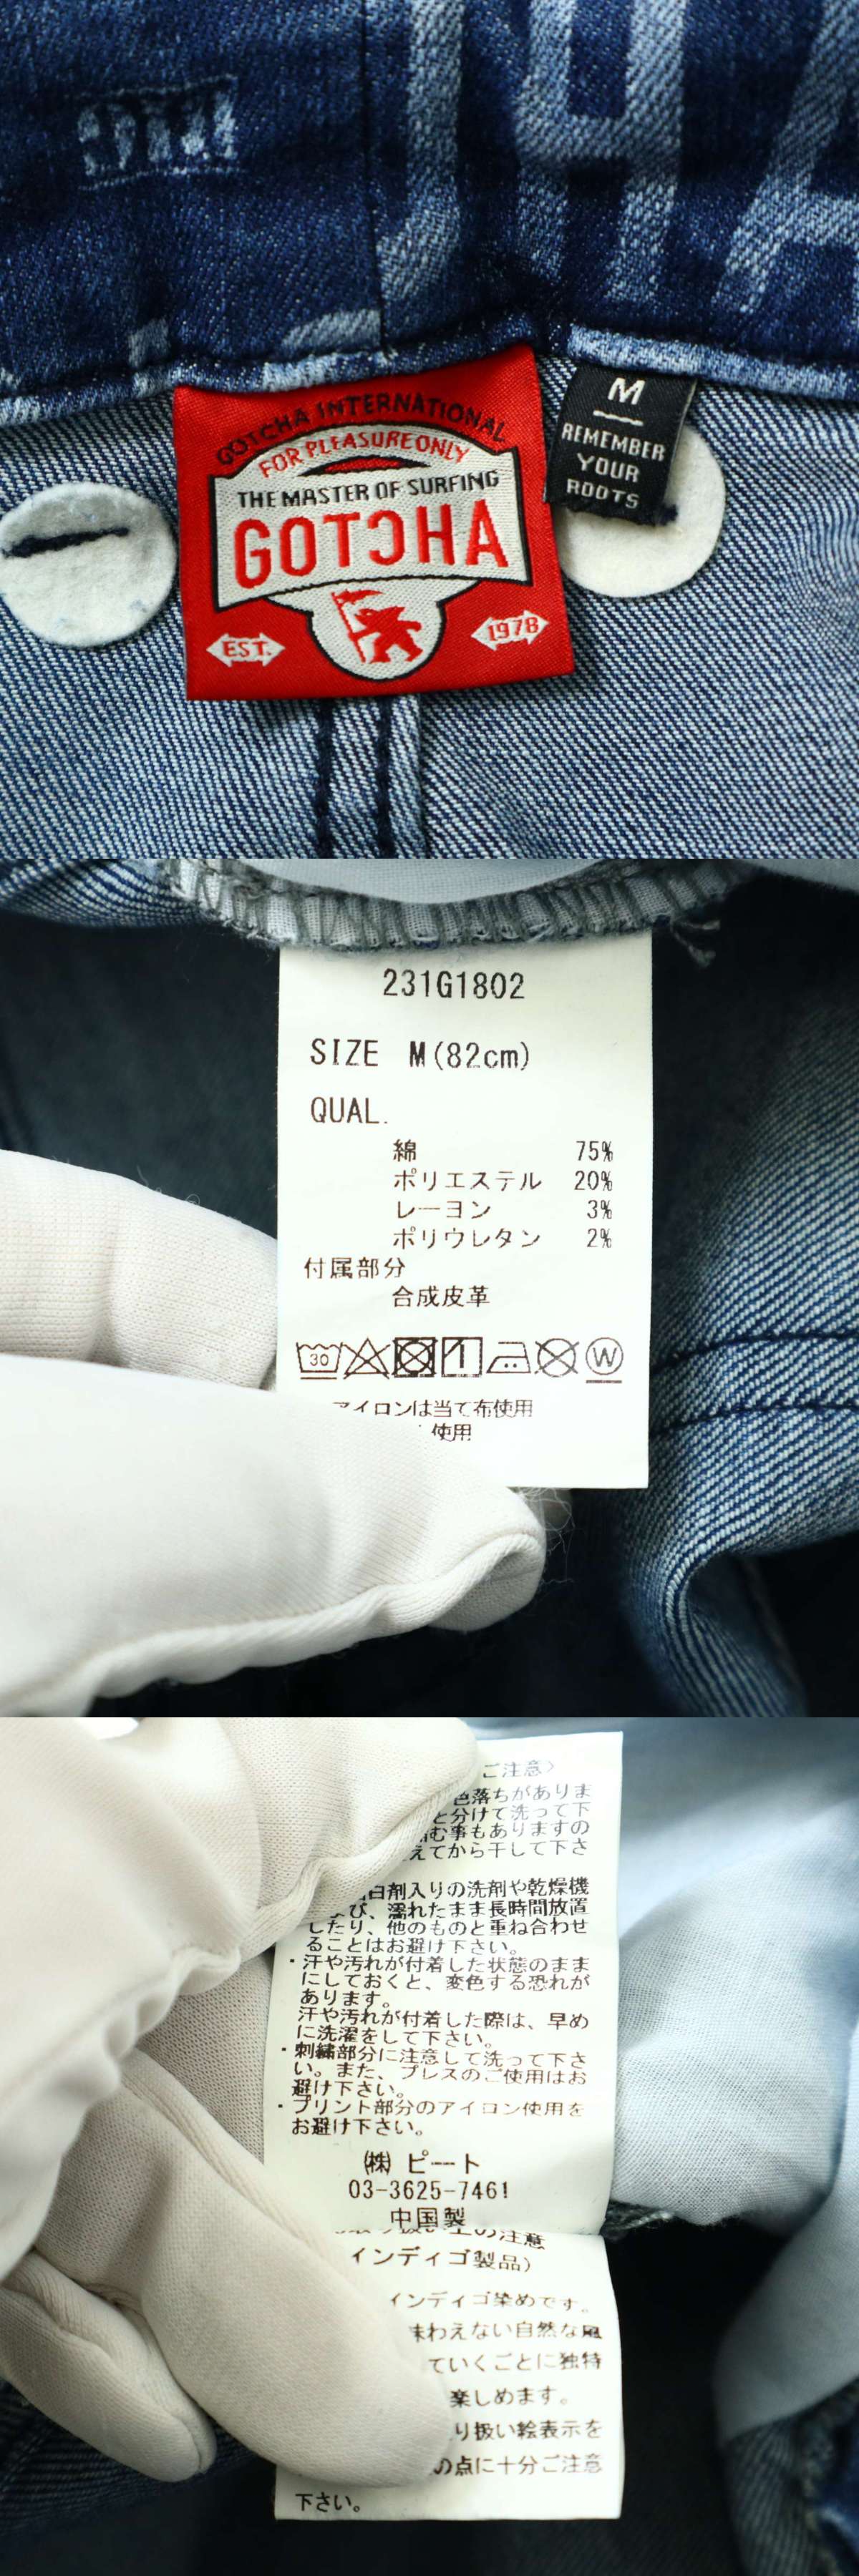 GOTCHA INTERNATIONAL
FOR PLEASURE ONLY
THE MASTER OF SURFING
GOTCHA
EST.
1978
M
REMEMBER
YOUR
ROOTS
231G1802
SIZE M(82cm)
QUAL.
綿 75%
ポリエステル 20%
レーヨン 3%
ポリウレタン 2%
付属部分
合成皮革
30
W
アイロンは当て布使用
使用
ご注意>
色落ちがありま
と分けて洗って下
む事もありますの
えてから干して下さ
白剤入りの洗剤や乾燥機
び、濡れたまま長時間放置
したり、他のものと重ね合わせ
ることはお避け下さい。
・汗や汚れが付着した状態のまま
にしておくと、変色する恐れが
あります。
汗や汚れが付着した際は、早め
に洗濯をして下さい。
・刺繍部分に注意して洗って下さ
い。また、プレスのご使用はお
避け下さい。
・プリント部分のアイロン使用を
お避け下さい。
㈱ ピート
03-3625-7461
中国製
取り扱い上の注意
インディゴ製品)
インディゴ染めです。
味わえない自然な風
ていくごとに独特
楽しめます。
り扱い絵表示を
の点に十分ご注意
下さい。